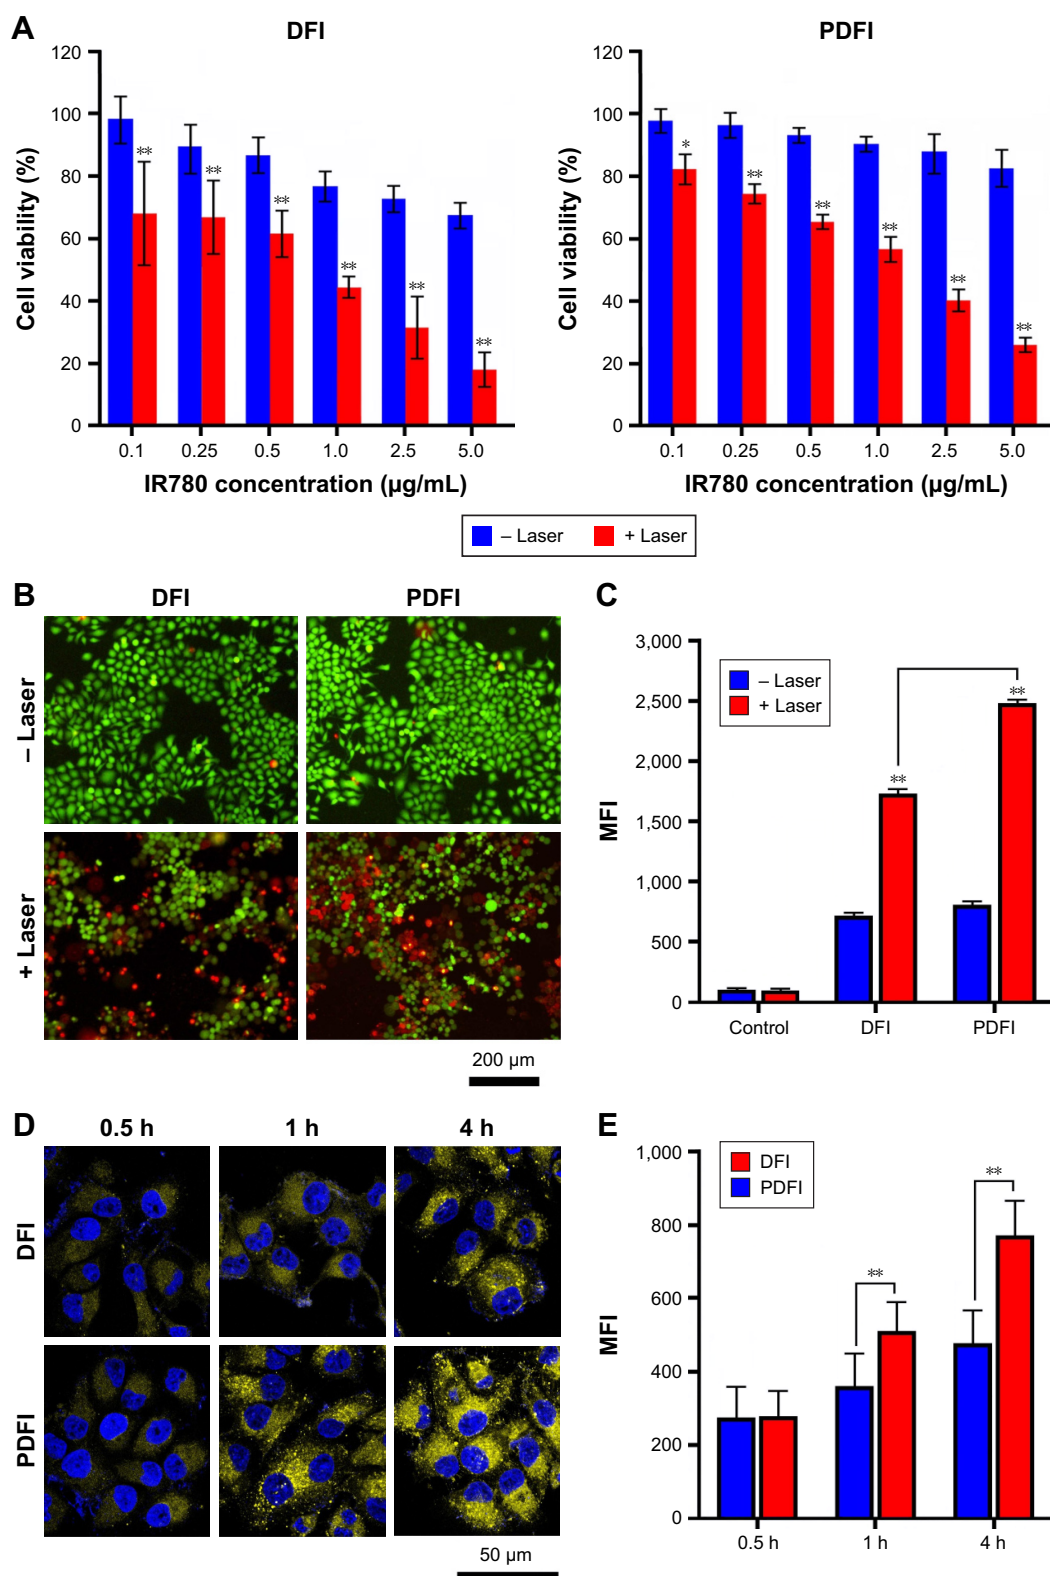 A
DFI
PDFI
Cell viability (%)
120
100
80
60
40
20
0
** ** ** ** ** **
0.1 0.25 0.5 1.0 2.5 5.0
IR780 concentration (µg/mL)
Cell viability (%)
120
100
80
60
40
20
0
* ** ** ** ** **
0.1 0.25 0.5 1.0 2.5 5.0
IR780 concentration (µg/mL)
– Laser + Laser
B
DFI PDFI
– Laser
+ Laser
200 µm
C
MFI
3,000
2,500
2,000
1,500
1,000
500
0
– Laser
+ Laser
**
**
Control DFI PDFI
D
0.5 h 1 h 4 h
DFI
PDFI
50 µm
E
MFI
1,000
800
600
400
200
0
DFI
PDFI
**
**
0.5 h 1 h 4 h